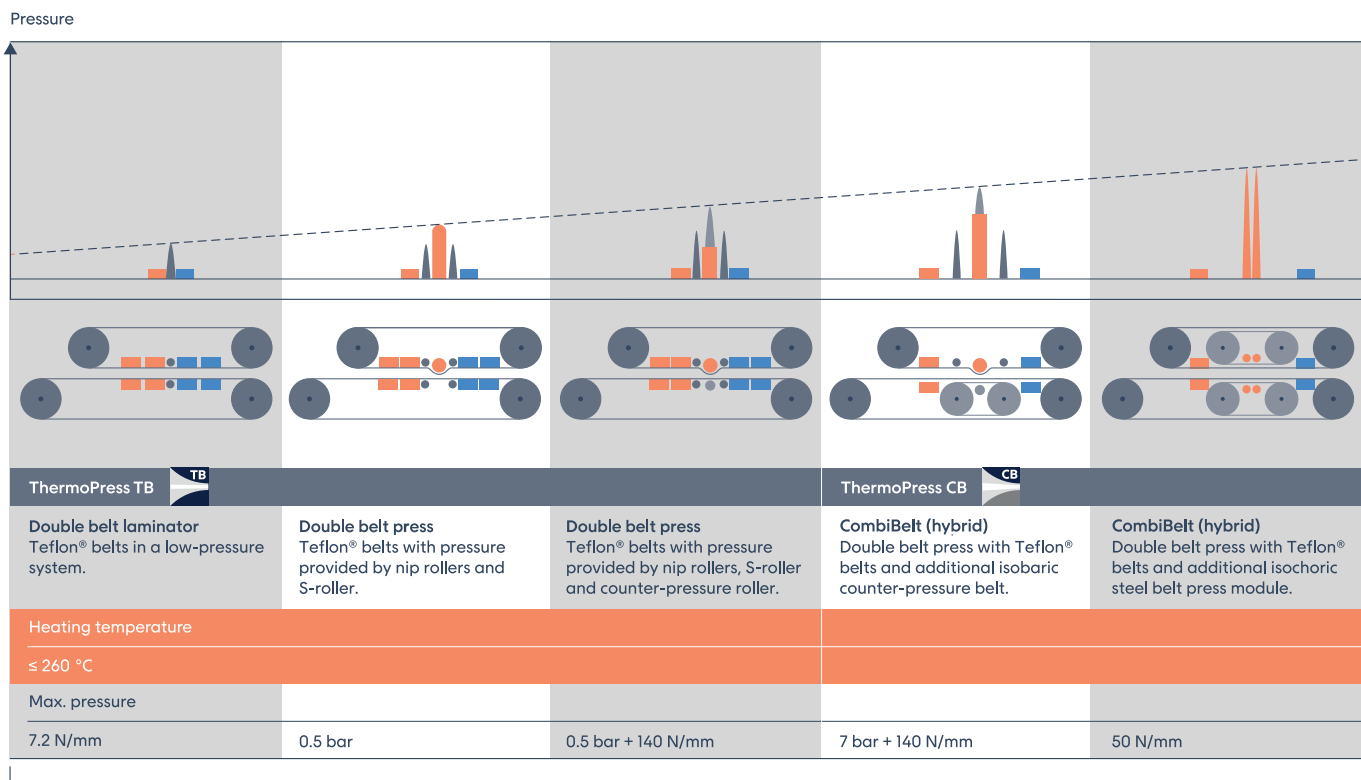 Pressure
ThermoPress TB
TB
ThermoPress CB
CB
Double belt laminator
Teflon® belts in a low-pressure
system.
Double belt press
Teflon® belts with pressure
provided by nip rollers and
S-roller.
Double belt press
Teflon® belts with pressure
provided by nip rollers, S-roller
and counter-pressure roller.
CombiBelt (hybrid)
Double belt press with Teflon®
belts and additional isobaric
counter-pressure belt.
CombiBelt (hybrid)
Double belt press with Teflon®
belts and additional isochoric
steel belt press module.
Heating temperature
≤ 260 °C
Max. pressure
7.2 N/mm
0.5 bar
0.5 bar + 140 N/mm
7 bar + 140 N/mm
50 N/mm